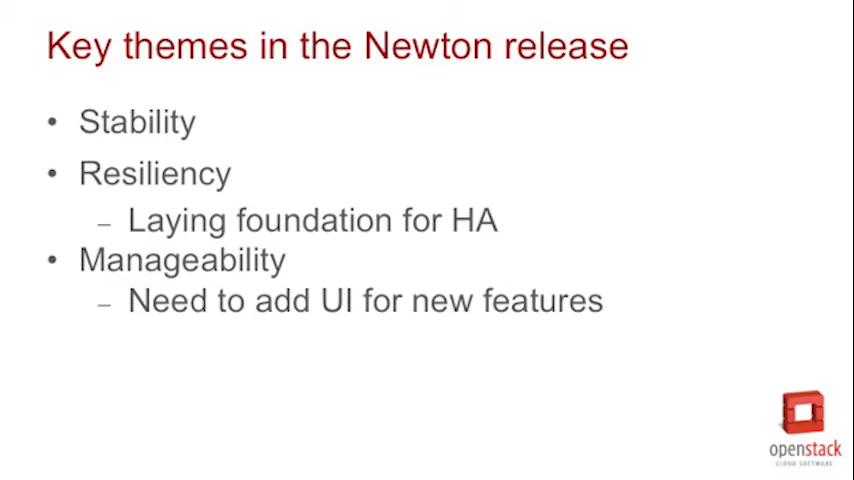 Key themes in the Newton release
• Stability
• Resiliency
– Laying foundation for HA
• Manageability
– Need to add UI for new features
openstack
CLOUD SOFTWARE